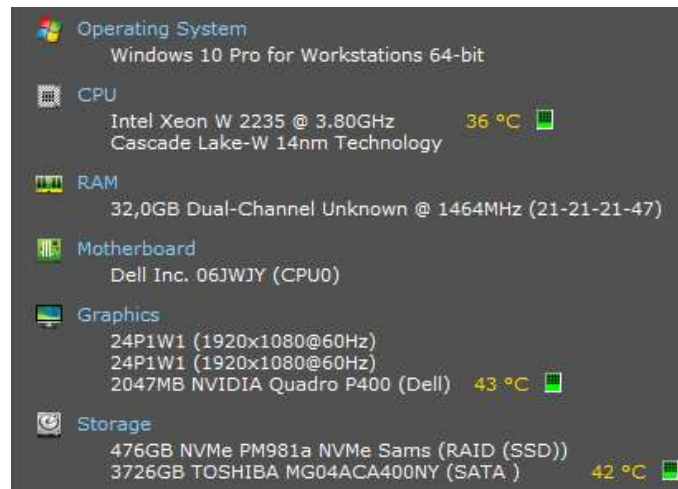 Operating System
Windows 10 Pro for Workstations 64-bit
CPU
Intel Xeon W 2235 @ 3.80GHz 36 °C
Cascade Lake-W 14nm Technology
RAM
32,0GB Dual-Channel Unknown @ 1464MHz (21-21-21-47)
Motherboard
Dell Inc. 06JWJY (CPU0)
Graphics
24P1W1 (1920x1080@60Hz)
24P1W1 (1920x1080@60Hz)
2047MB NVIDIA Quadro P400 (Dell) 43 °C
Storage
476GB NVMe PM981a NVMe Sams (RAID (SSD))
3726GB TOSHIBA MG04ACA400NY (SATA ) 42 °C